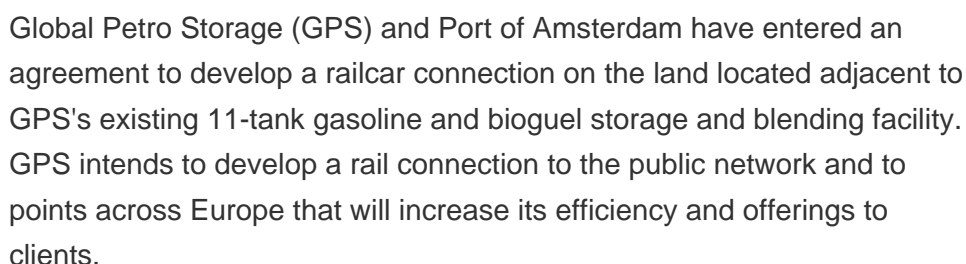 Global Petro Storage (GPS) and Port of Amsterdam have entered an
agreement to develop a railcar connection on the land located adjacent to
GPS's existing 11-tank gasoline and bioguel storage and blending facility.
GPS intends to develop a rail connection to the public network and to
points across Europe that will increase its efficiency and offerings to
clients.